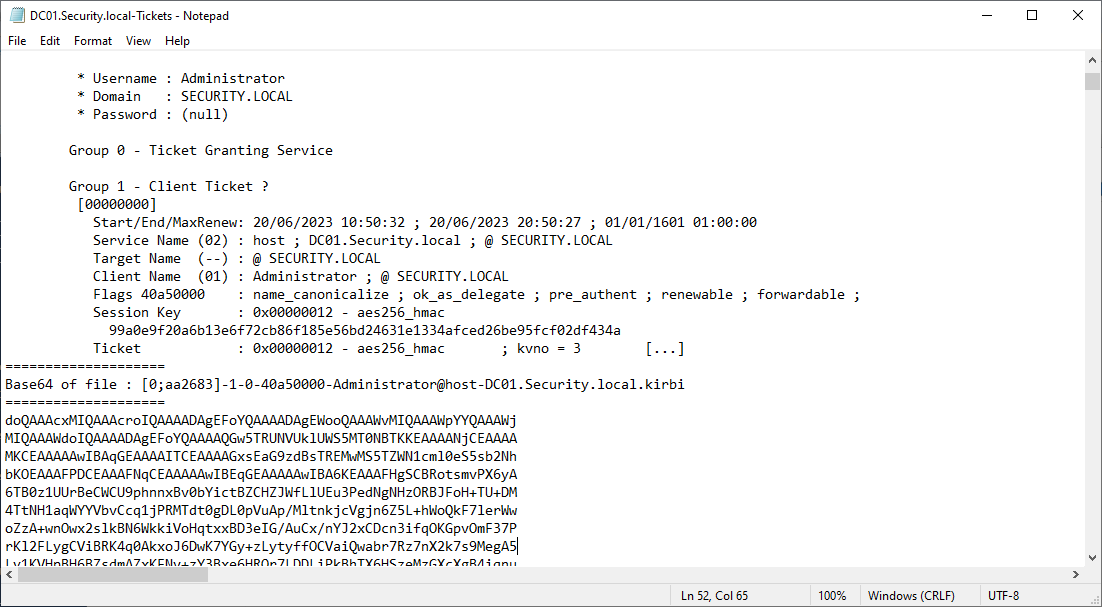 DC01.Security.local-Tickets - Notepad
File Edit Format View Help
* Username : Administrator
* Domain   : SECURITY.LOCAL
* Password : (null)
Group 0 - Ticket Granting Service
Group 1 - Client Ticket ?
[00000000]
Start/End/MaxRenew: 20/06/2023 10:50:32 ; 20/06/2023 20:50:27 ; 01/01/1601 01:00:00
Service Name (02) : host ; DC01.Security.local ; @ SECURITY.LOCAL
Target Name  (--) : @ SECURITY.LOCAL
Client Name  (01) : Administrator ; @ SECURITY.LOCAL
Flags 40a50000    : name_canonicalize ; ok_as_delegate ; pre_authent ; renewable ; forwardable ;
Session Key       : 0x00000012 - aes256_hmac
99a0e9f20a6b13e6f72cb86f185e56bd24631e1334afced26be95fcf02df434a
Ticket            : 0x00000012 - aes256_hmac       ; kvno = 3     [...]
====================
Base64 of file : [0;aa2683]-1-0-40a50000-Administrator@host-DC01.Security.local.kirbi
====================
doQAAAcxMIQAAAcroIQAAAADAgEFoYQAAAADAgEWooQAAAWvMIQAAAWpYYQAAAWj
MIQAAAWdoIQAAAADAgEFoYQAAAAQGw5TRUNVUklUWS5MT0NBTKKEAAAANjCEAAAA
MKCEAAAAAwIBAqGEAAAAITCEAAAAGxsEaG9zdBsTREMwMS5TZWN1cml0eS5sb2Nh
bKOEAAAFPDCEAAAFNqCEAAAAAwIBEqGEAAAAAwIBA6KEAAAFHgSCBRotsmvPX6yA
6TB0z1UUrBeCWCU9phnnxBv0bYictBZCHZJWfLlUEu3PedNgNHzORBJFoH+TU+DM
4TtNH1aqWYYVbvCcq1jPRMTdt0gDL0pVuAp/MltnkjcVgjn6Z5L+hWoQkF7lerWw
oZzA+wnOwx2slkBN6WkkiVoHqtxxBD3eIG/AuCx/nYJ2xCDcn3ifqOKGpvOmF37P
rKl2FLygCViBRK4q0AkxoJ6DwK7YGy+zLytyffOCVaiQwabr7Rz7nX2k7s9MegA5
Ln 52, Col 65
100%
Windows (CRLF)
UTF-8